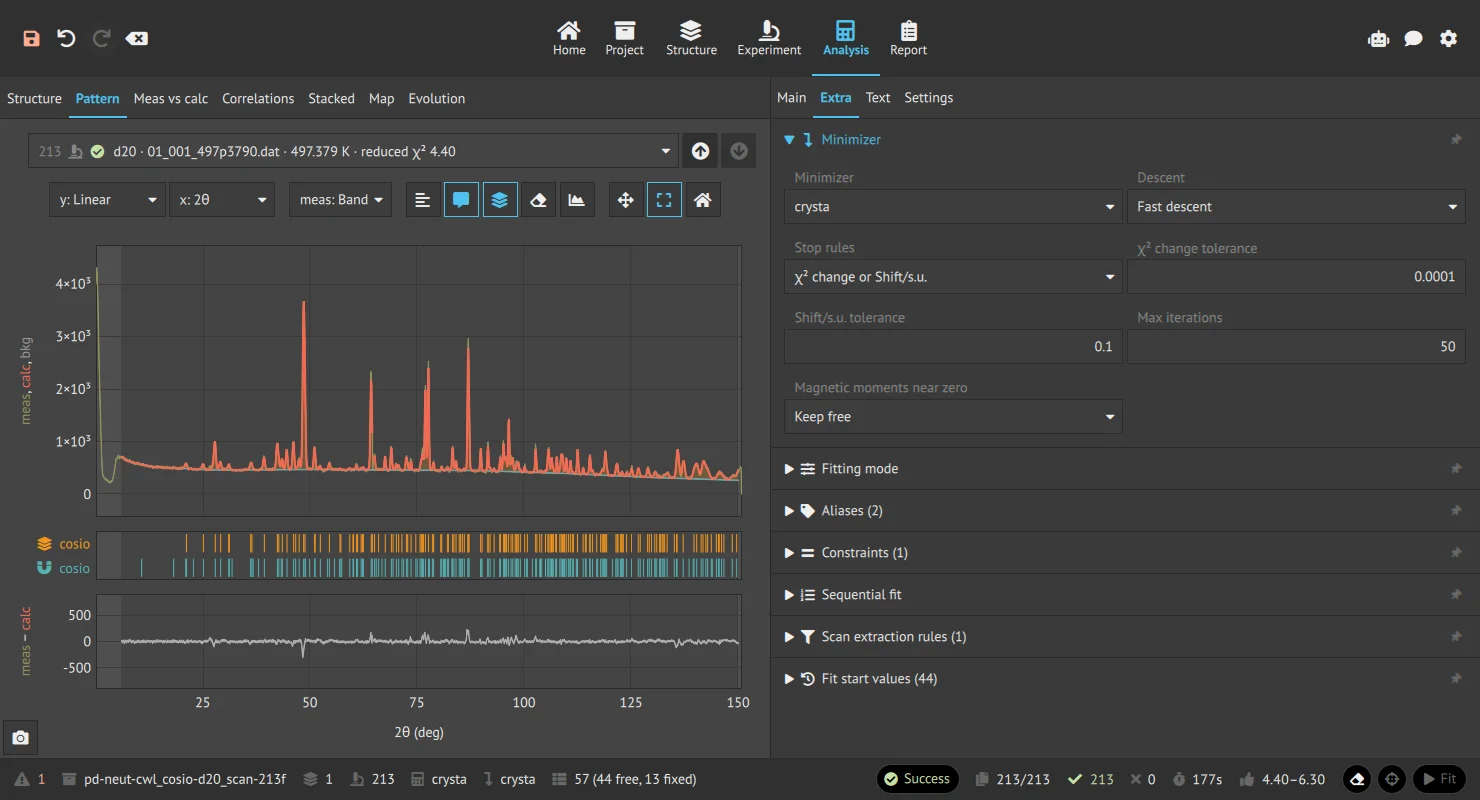 Home
Project
Structure
Experiment
Analysis
Report
Structure
Pattern
Meas vs calc
Correlations
Stacked
Map
Evolution
Main
Extra
Text
Settings
213 d20 · 01_001_497p3790.dat · 497.379 K · reduced χ² 4.40
y: Linear
x: 2θ
meas: Band
meas, calc, bkg
4×10³
3×10³
2×10³
1×10³
0
cosio
cosio
meas − calc
500
0
-500
25
50
75
100
125
150
2θ (deg)
Minimizer
Minimizer
Descent
crysta
Fast descent
Stop rules
χ² change tolerance
χ² change or Shift/s.u.
0.0001
Shift/s.u. tolerance
Max iterations
0.1
50
Magnetic moments near zero
Keep free
Fitting mode
Aliases (2)
Constraints (1)
Sequential fit
Scan extraction rules (1)
Fit start values (44)
1
pd-neut-cwl_cosio-d20_scan-213f
1
213
crysta
crysta
57 (44 free, 13 fixed)
Success
213/213
213
0
177s
4.40–6.30
Fit